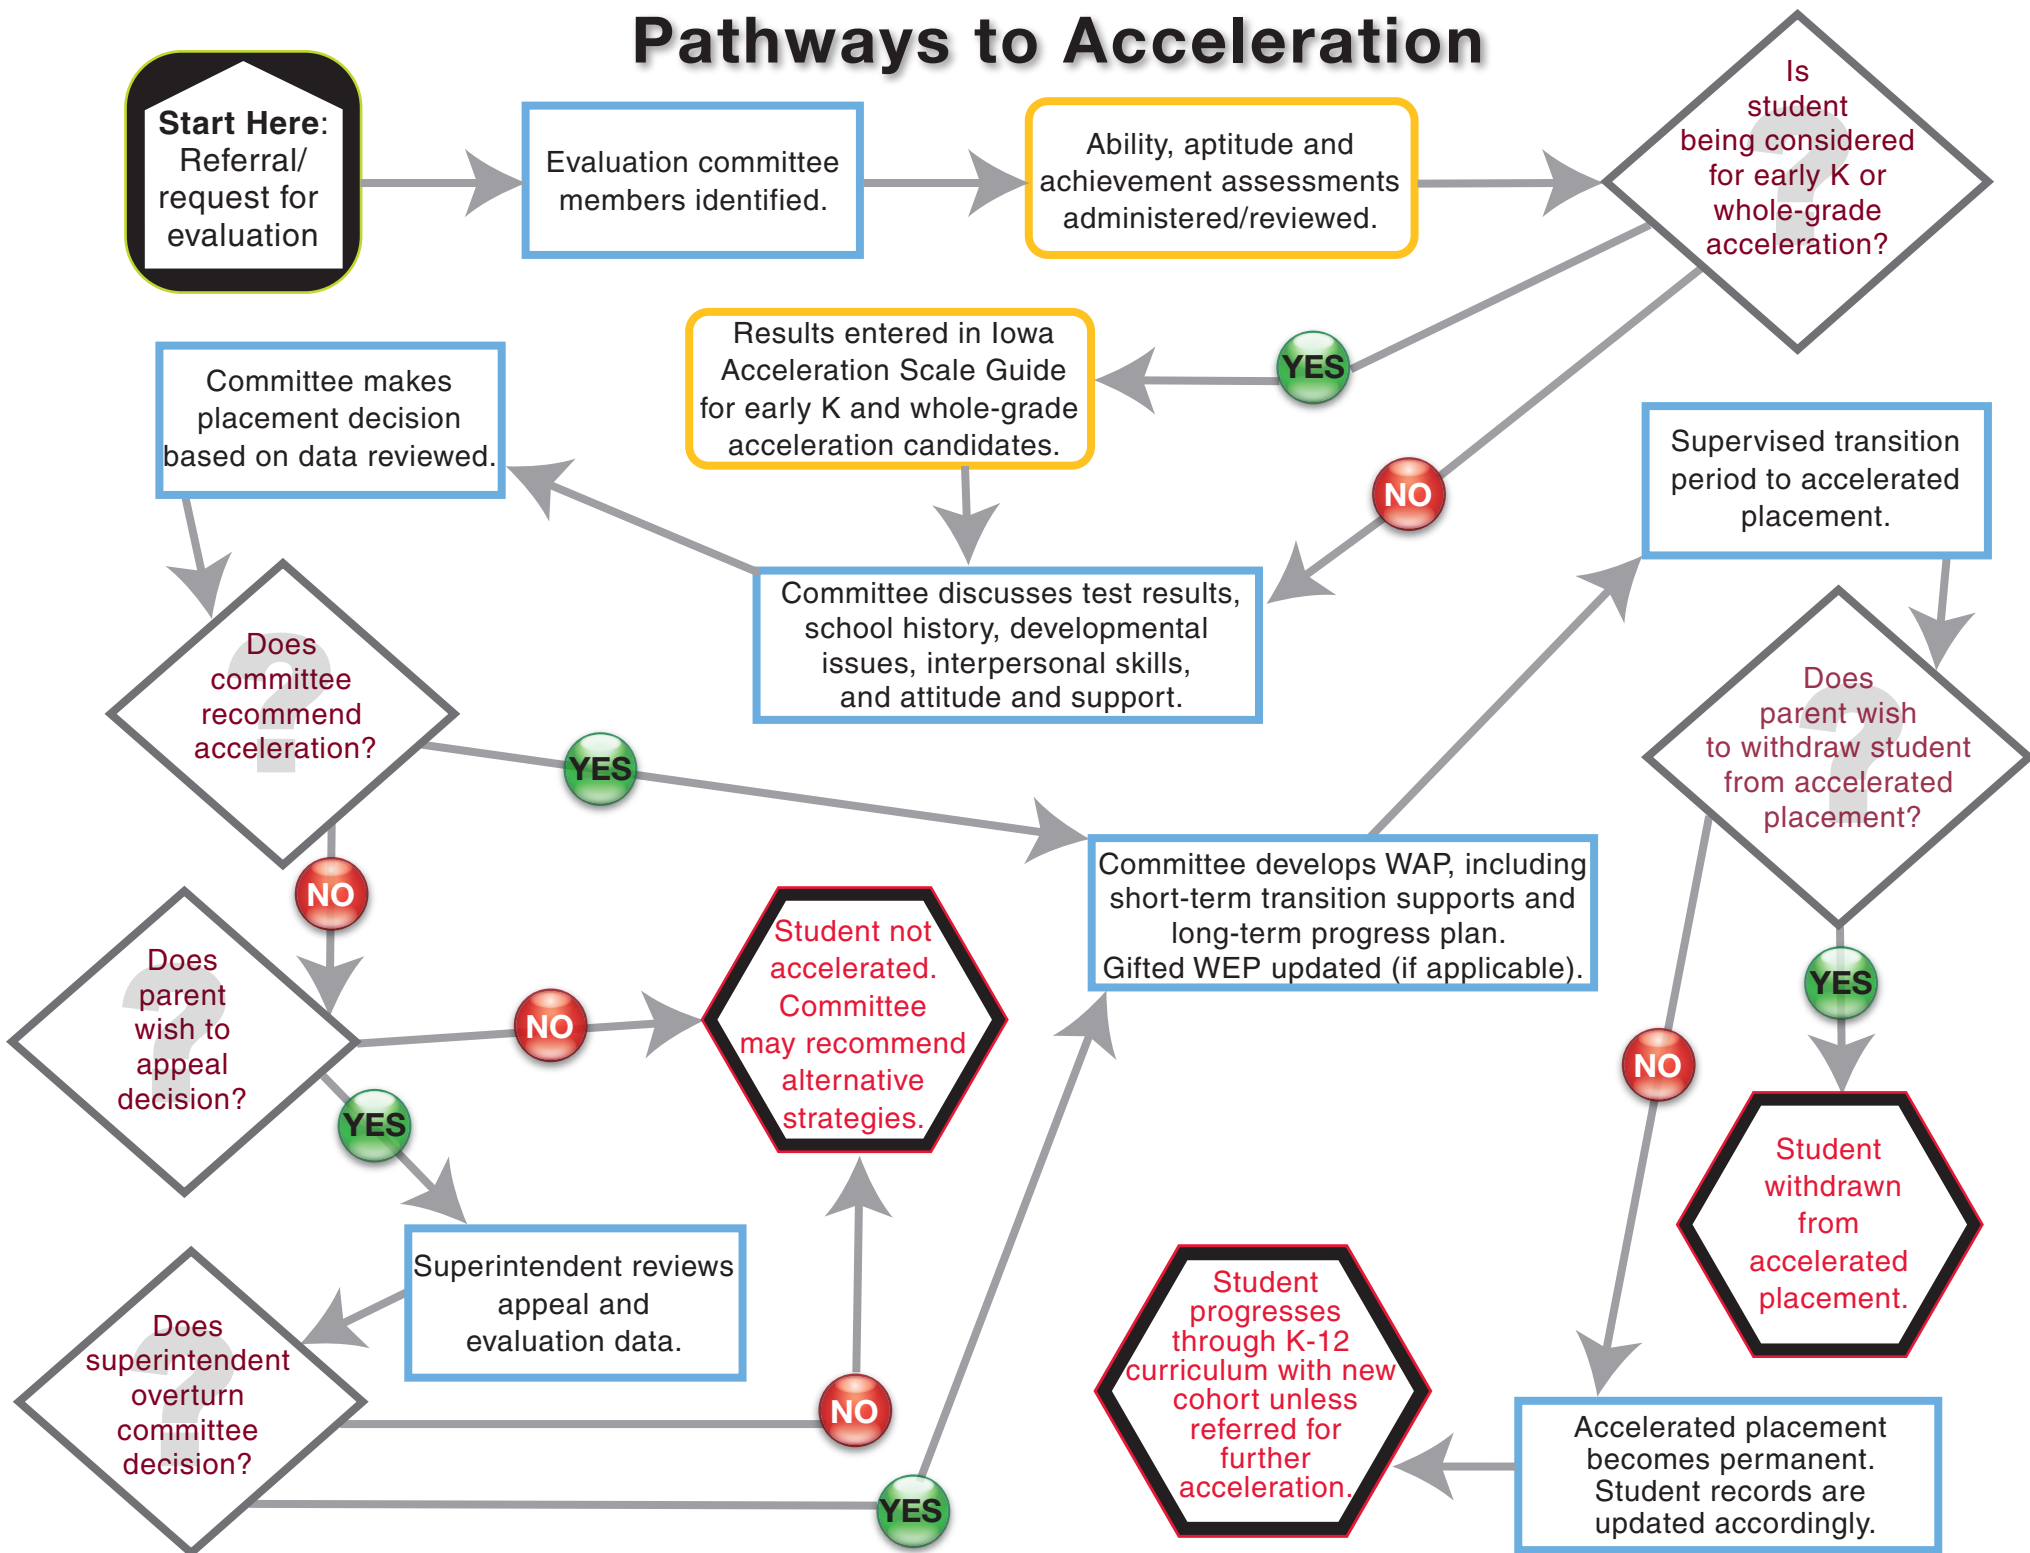 Pathways to Acceleration
Start Here:
Referral/
request for
evaluation
Evaluation committee
members identified.
Ability, aptitude and
achievement assessments
administered/reviewed.
Is
student
being considered
for early K or
whole-grade
acceleration?
?
YES
NO
Results entered in Iowa
Acceleration Scale Guide
for early K and whole-grade
acceleration candidates.
Committee discusses test results,
school history, developmental
issues, interpersonal skills,
and attitude and support.
Committee makes
placement decision
based on data reviewed.
Does
committee
recommend
acceleration?
?
YES
NO
Does
parent
wish to
appeal
decision?
?
NO
YES
Student not
accelerated.
Committee
may recommend
alternative
strategies.
Superintendent reviews
appeal and
evaluation data.
Does
superintendent
overturn
committee
decision?
?
NO
YES
Committee develops WAP, including
short-term transition supports and
long-term progress plan.
Gifted WEP updated (if applicable).
Supervised transition
period to accelerated
placement.
Does
parent wish
to withdraw student
from accelerated
placement?
?
YES
NO
Student
withdrawn
from
accelerated
placement.
Accelerated placement
becomes permanent.
Student records are
updated accordingly.
Student
progresses
through K-12
curriculum with new
cohort unless
referred for
further
acceleration.